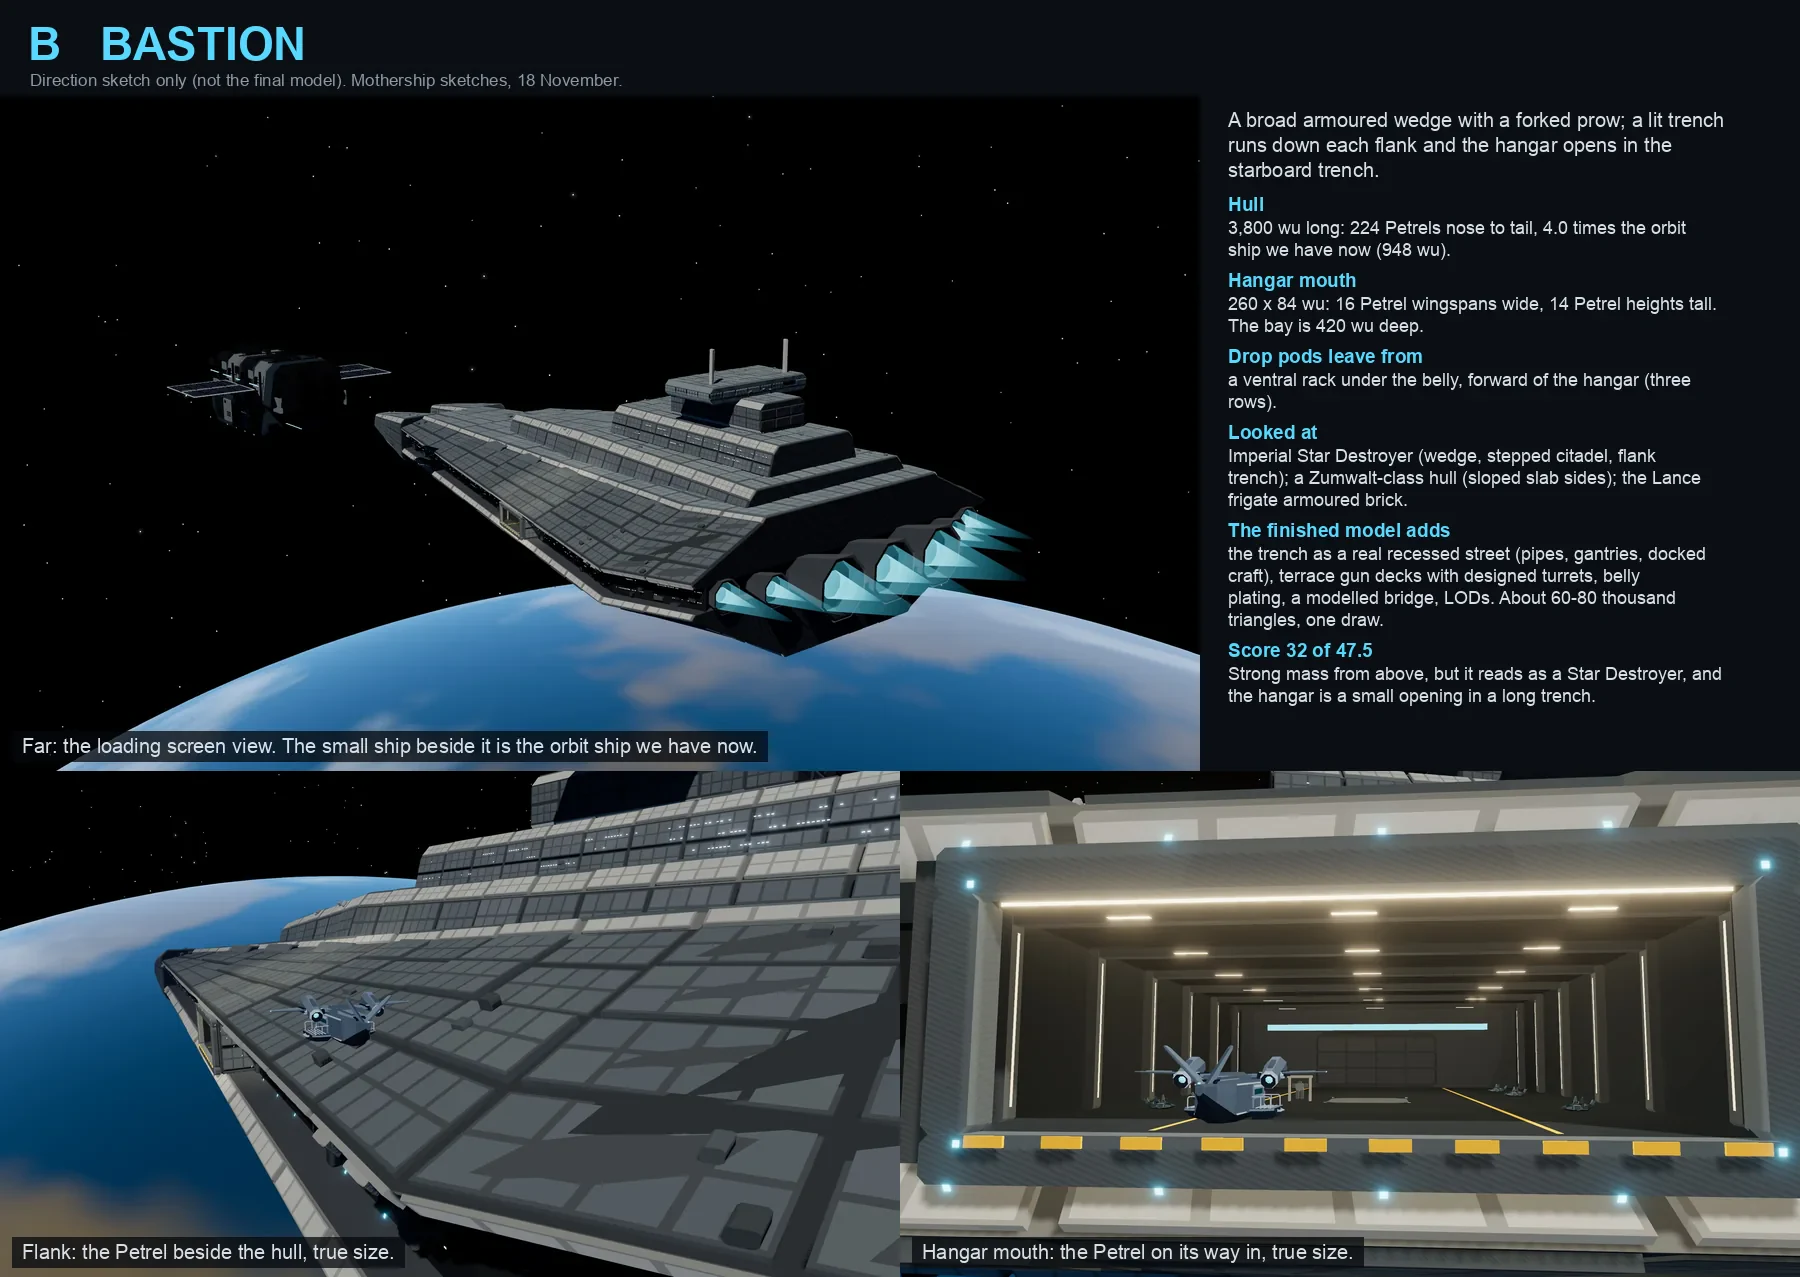 B BASTION
Direction sketch only (not the final model). Mothership sketches, 18 November.
A broad armoured wedge with a forked prow; a lit trench
runs down each flank and the hangar opens in the
starboard trench.
Hull
3,800 wu long: 224 Petrels nose to tail, 4.0 times the orbit
ship we have now (948 wu).
Hangar mouth
260 x 84 wu: 16 Petrel wingspans wide, 14 Petrel heights tall.
The bay is 420 wu deep.
Drop pods leave from
a ventral rack under the belly, forward of the hangar (three
rows).
Looked at
Imperial Star Destroyer (wedge, stepped citadel, flank
trench); a Zumwalt-class hull (sloped slab sides); the Lance
frigate armoured brick.
The finished model adds
the trench as a real recessed street (pipes, gantries, docked
craft), terrace gun decks with designed turrets, belly
plating, a modelled bridge, LODs. About 60-80 thousand
triangles, one draw.
Score 32 of 47.5
Strong mass from above, but it reads as a Star Destroyer, and
the hangar is a small opening in a long trench.
Far: the loading screen view. The small ship beside it is the orbit ship we have now.
Flank: the Petrel beside the hull, true size.
Hangar mouth: the Petrel on its way in, true size.